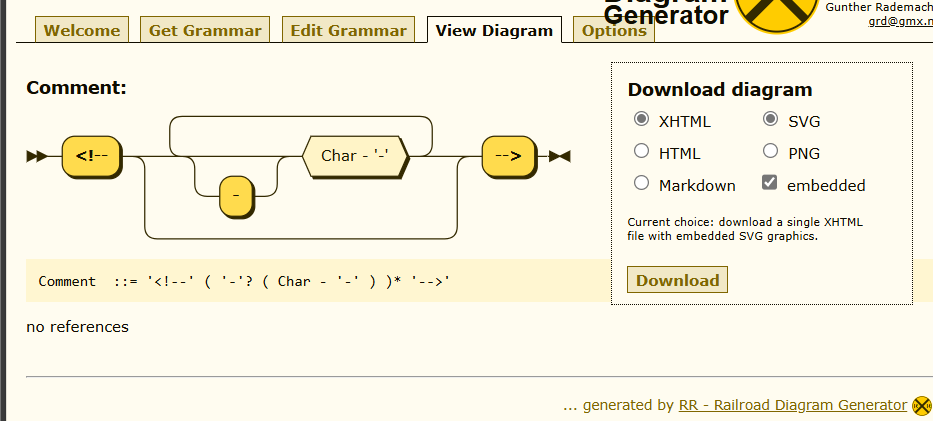 Diagram
Generator
Gunther Rademach
grd@gmx.n
Welcome
Get Grammar
Edit Grammar
View Diagram
Options
Comment:
<!--
-
Char - '-'
-->
Comment ::= '<!--' ( '-'? ( Char - '-' ) )* '-->'
no references
Download diagram
XHTML
SVG
HTML
PNG
Markdown
embedded
Current choice: download a single XHTML
file with embedded SVG graphics.
Download
... generated by RR - Railroad Diagram Generator